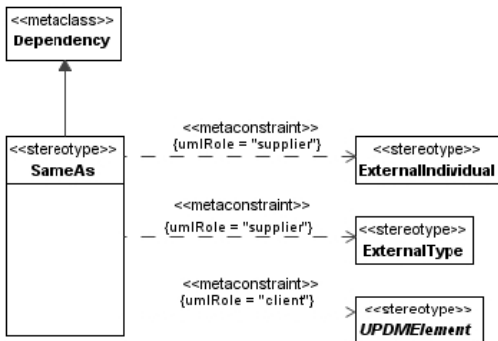 <<metaclass>>
Dependency
<<stereotype>>
SameAs
<<metaconstraint>>
{umlRole = "supplier"}
<<stereotype>>
ExternalIndividual
<<metaconstraint>>
{umlRole = "supplier"}
<<stereotype>>
ExternalType
<<metaconstraint>>
{umlRole = "client"}
<<stereotype>>
UPDMElement